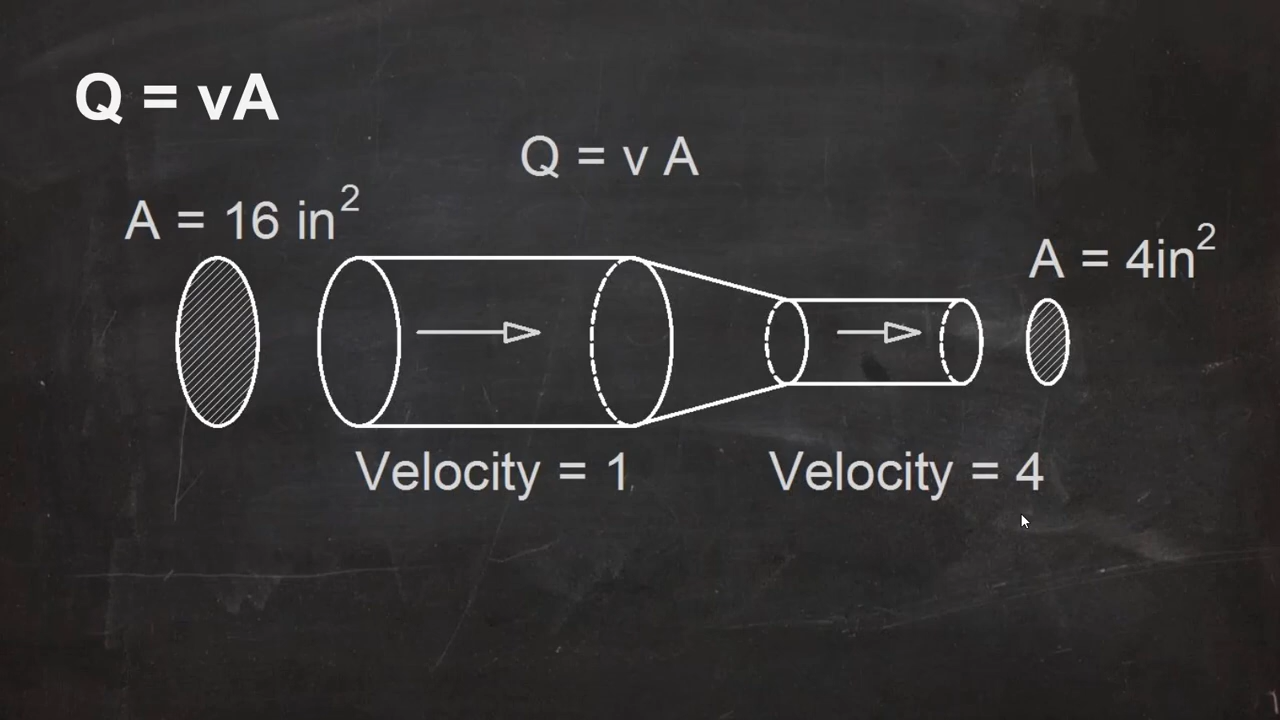 Q = vA
Q = v A
A = 16 in²
A = 4in²
Velocity = 1
Velocity = 4